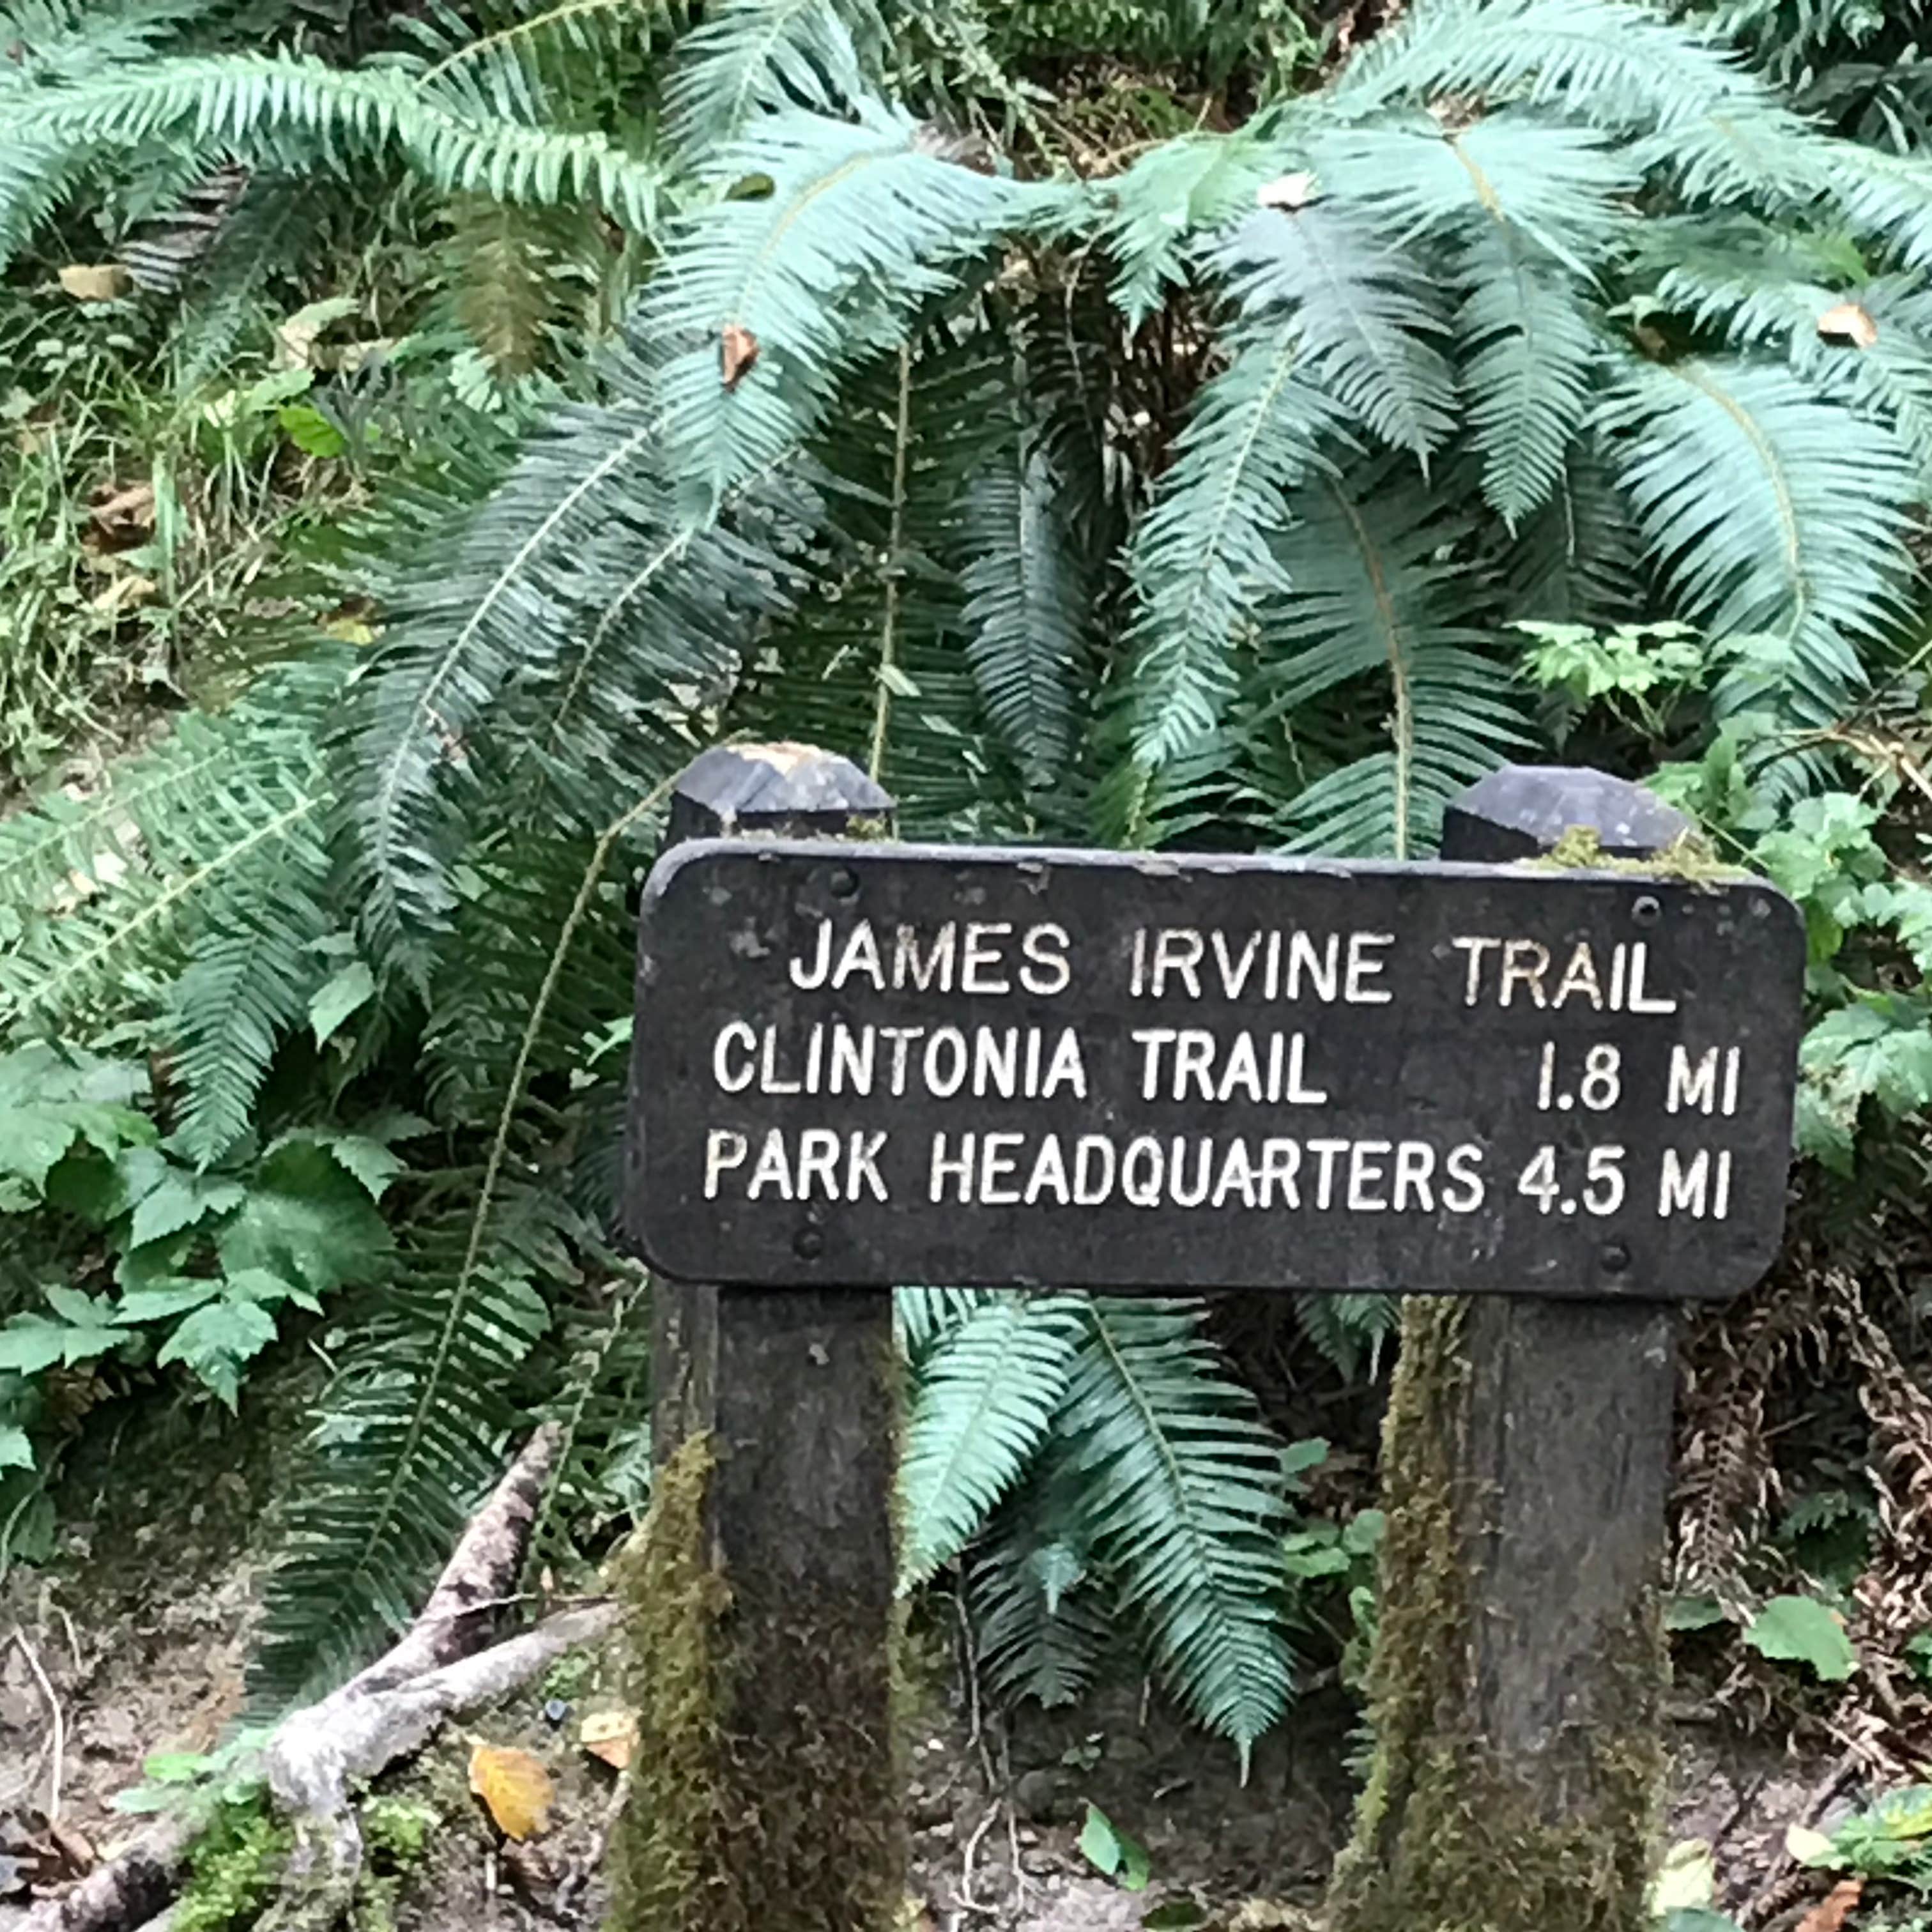 JAMES IRVINE TRAIL
CLINTONIA TRAIL 1.8 MI
PARK HEADQUARTERS 4.5 MI